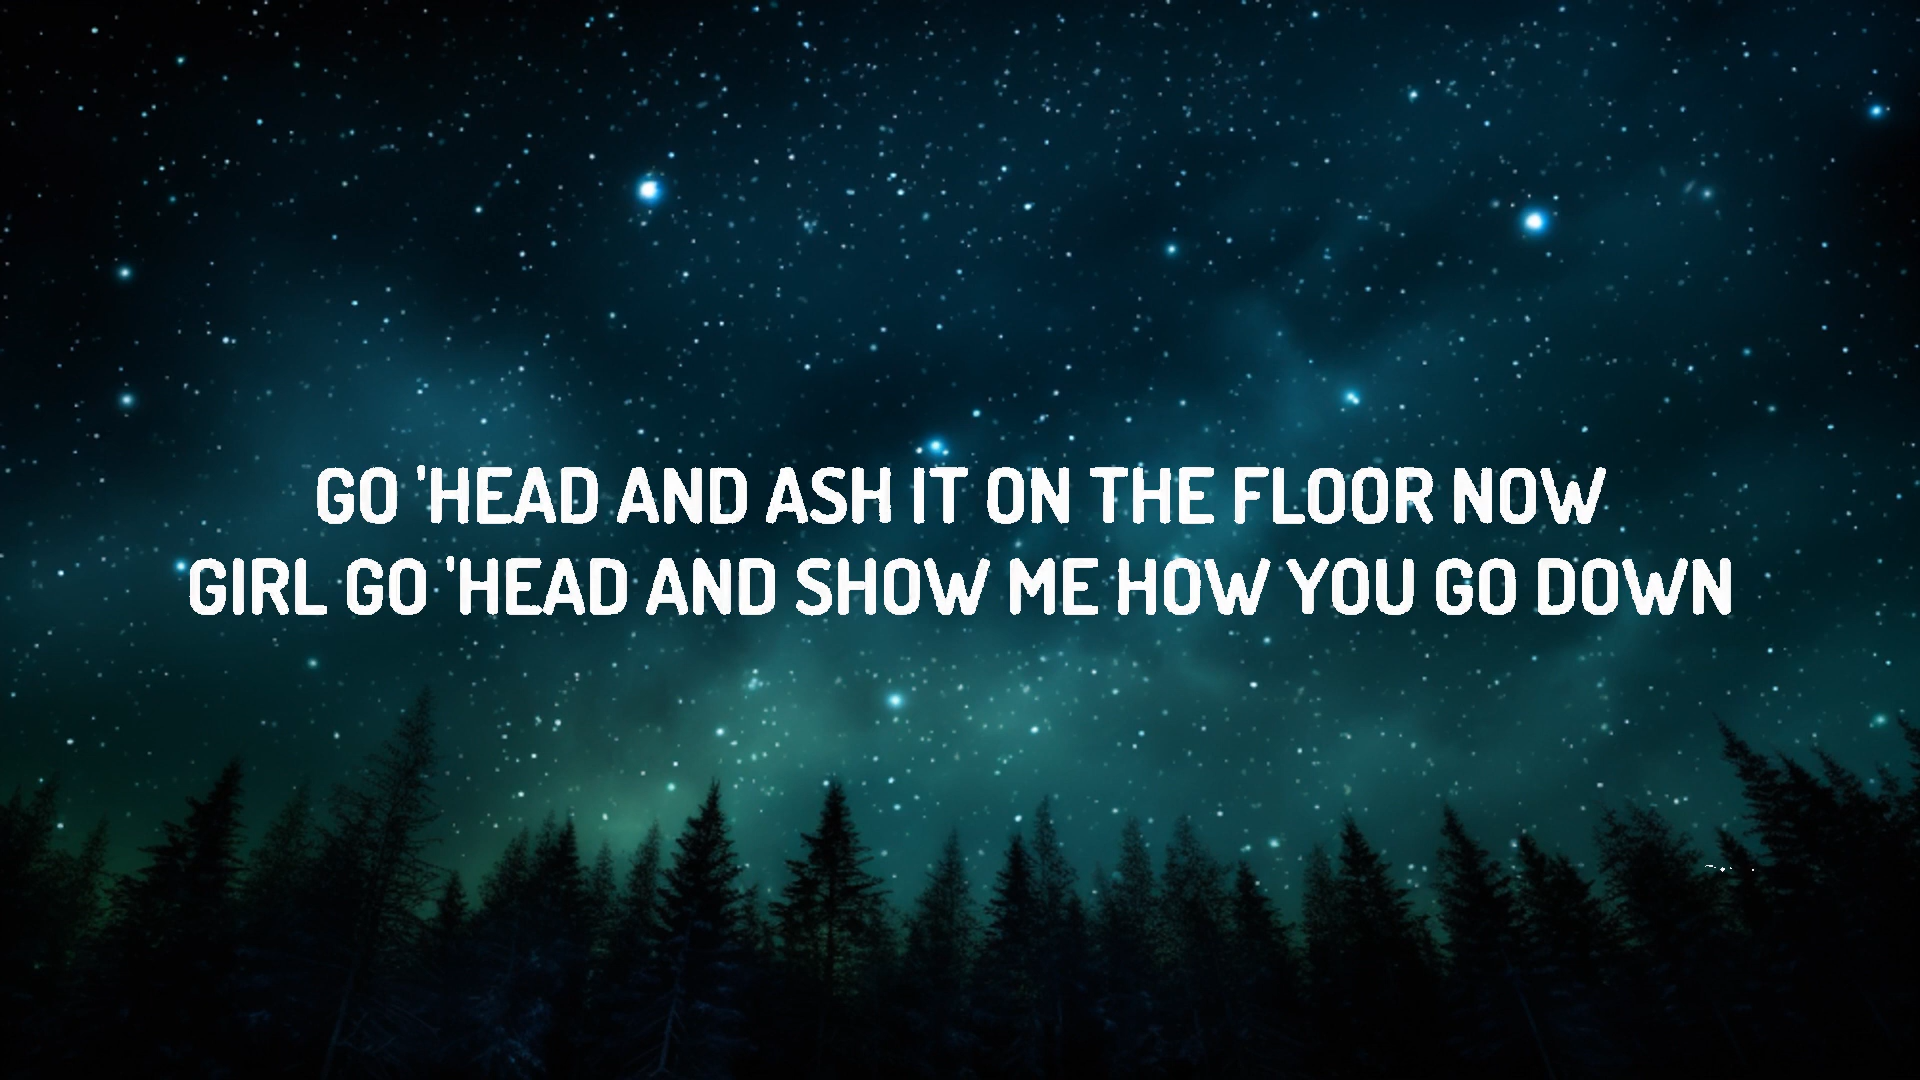 GO 'HEAD AND ASH IT ON THE FLOOR NOW
GIRL GO 'HEAD AND SHOW ME HOW YOU GO DOWN